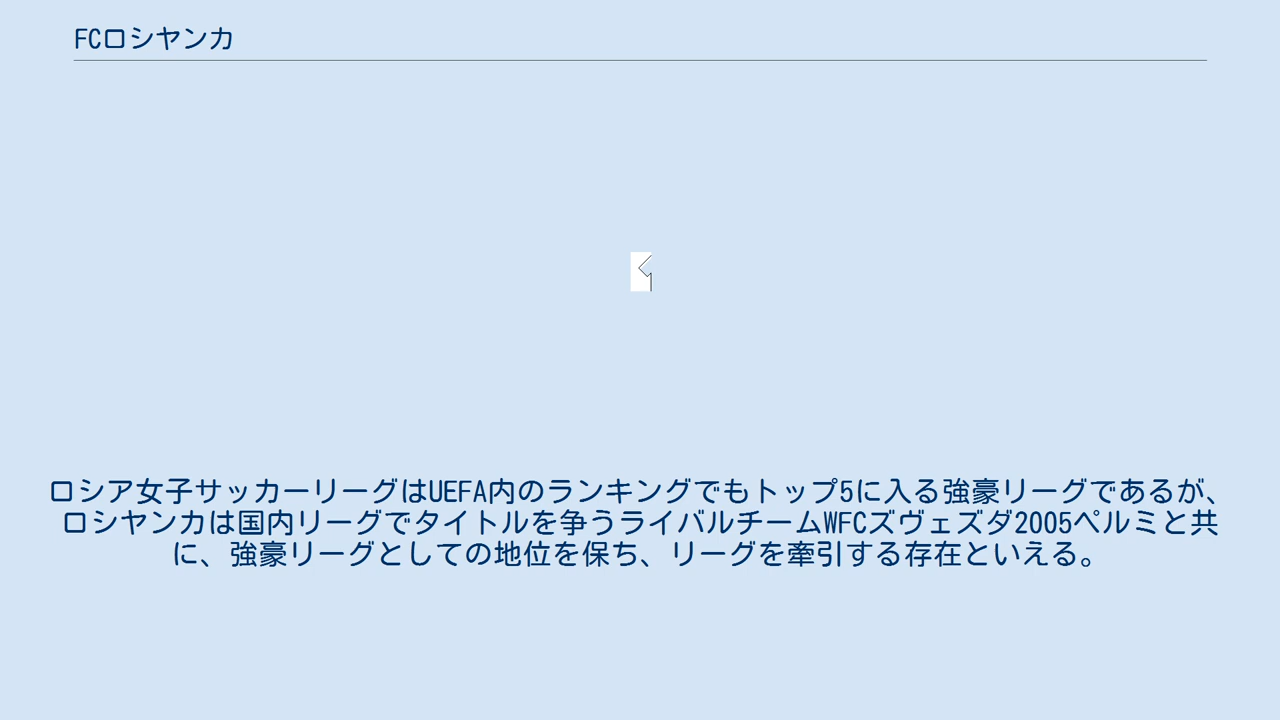 FCロシヤンカ
ロシア女子サッカーリーグはUEFA内のランキングでもトップ5に入る強豪リーグであるが、
ロシヤンカは国内リーグでタイトルを争うライバルチームWFCズヴェズダ2005ペルミと共
に、強豪リーグとしての地位を保ち、リーグを牽引する存在といえる。